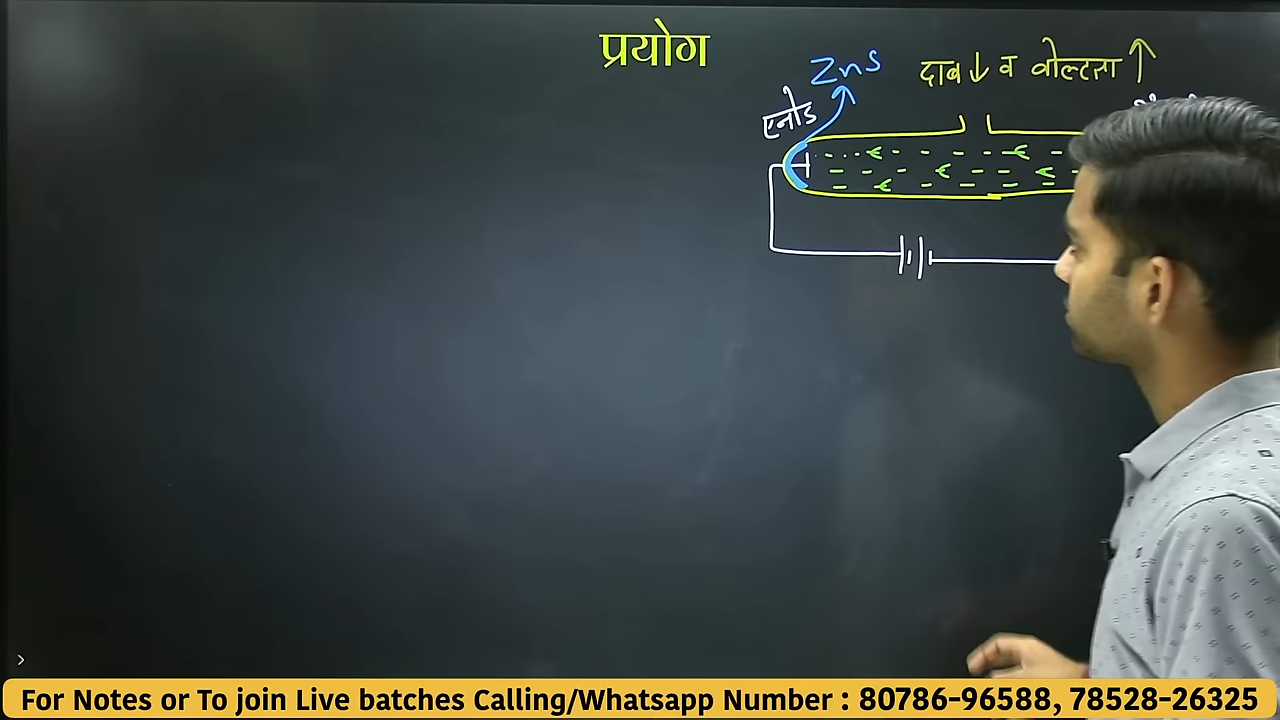 प्रयोग
ZnS
दाब↓ व वोल्टता ↑
एनोड
For Notes or To join Live batches Calling/Whatsapp Number : 80786-96588, 78528-26325